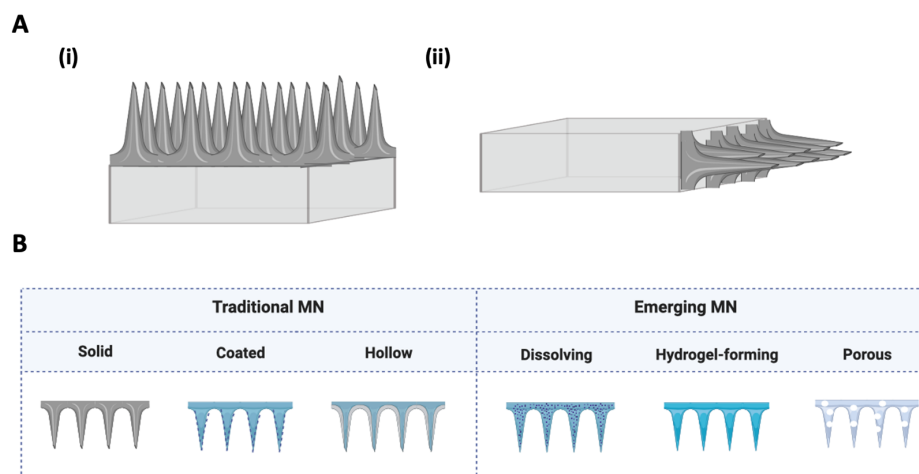 A
(i)
(ii)
B
Traditional MN
Emerging MN
Solid
Coated
Hollow
Dissolving
Hydrogel-forming
Porous